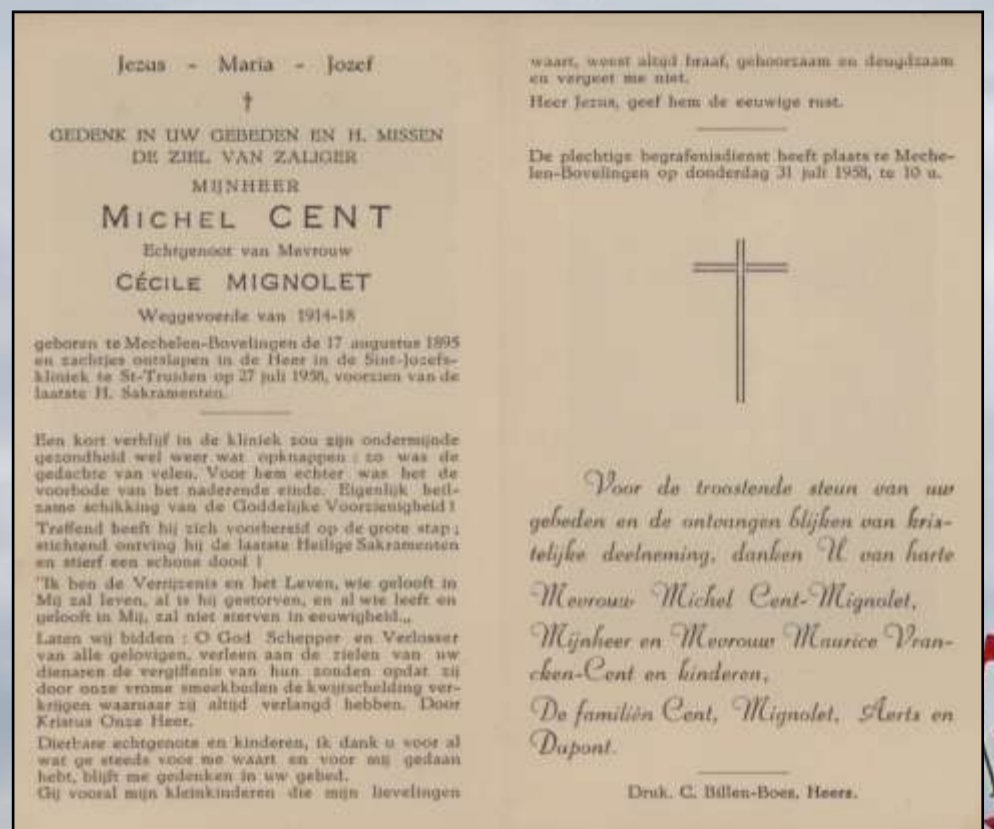 Jezus - Maria - Jozef
†
GEDENK IN UW GEBEDEN EN H. MISSEN
DE ZIEL VAN ZALIGER
MIJNHEER
MICHEL CENT
Echtgenoot van Mevrouw
CÉCILE MIGNOLET
Weggevoerde van 1914-18
geboren te Mechelen-Bovelingen de 17 augustus 1895
en zachtjes ontslapen in de Heer in de Sint-Jozefs-
kliniek te St-Truiden op 27 juli 1958, voorzien van de
laatste H. Sakramenten.
Een kort verblijf in de kliniek zou zijn ondermijnde
gezondheid wel weer wat opknappen : zo was de
gedachte van velen. Voor hem echter was het de
voorbode van het naderende einde. Eigenlijk heil-
zame schikking van de Goddelijke Voorzienigheid !
Treffend heeft hij zich voorbereid op de grote stap ;
stichtend ontving hij de laatste Heilige Sakramenten
en stierf een schone dood !
"Ik ben de Verrijzenis en het Leven, wie gelooft in
Mij zal leven, al is hij gestorven, en al wie leeft en
gelooft in Mij, zal niet sterven in eeuwigheid.„
Laten wij bidden : O God Schepper en Verlosser
van alle gelovigen, verleen aan de zielen van uw
dienaren de vergiffenis van hun zonden opdat zij
door onze vrome smeekbeden de kwijtschelding ver-
krijgen waarnaar zij altijd verlangd hebben. Door
Kristus Onze Heer.
Dierbare echtgenote en kinderen, ik dank u voor al
wat ge steeds voor me waart en voor mij gedaan
hebt, blijft me gedenken in uw gebed.
Gij vooral mijn kleinkinderen die mijn lievelingen
waart, weest altijd braaf, gehoorzaam en deugdzaam
en vergeet me niet.
Heer Jezus, geef hem de eeuwige rust.
De plechtige begrafenisdienst heeft plaats te Meche-
len-Bovelingen op donderdag 31 juli 1958, te 10 u.
Voor de troostende steun van uw
gebeden en de ontvangen blijken van kris-
telijke deelneming, danken U van harte
Mevrouw Michel Cent-Mignolet,
Mijnheer en Mevrouw Maurice Vran-
cken-Cent en kinderen,
De familiën Cent, Mignolet, Aerts en
Dupont.
Druk. C. Billen-Boes, Heers.